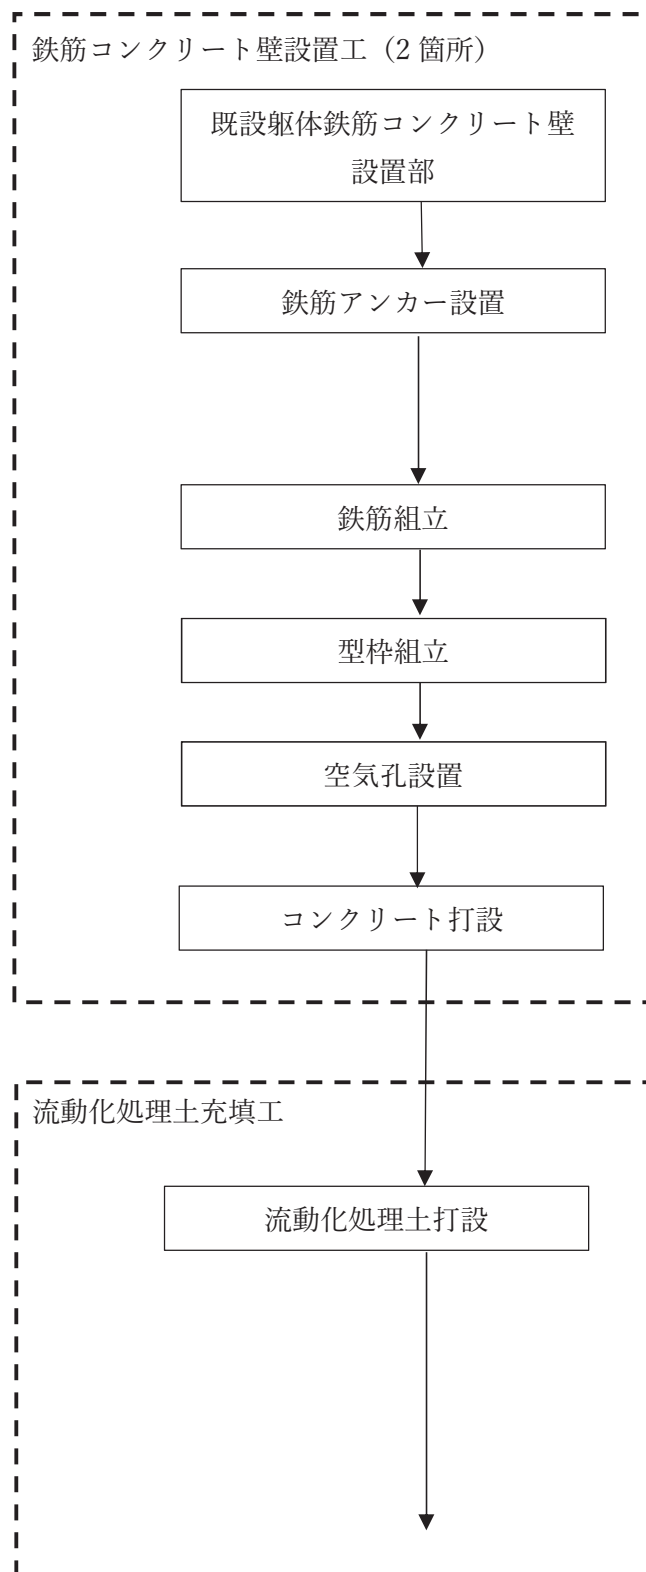 鉄筋コンクリート壁設置工（2 箇所）
既設躯体鉄筋コンクリート壁
設置部
鉄筋アンカー設置
鉄筋組立
型枠組立
空気孔設置
コンクリート打設
流動化処理土充填工
流動化処理土打設